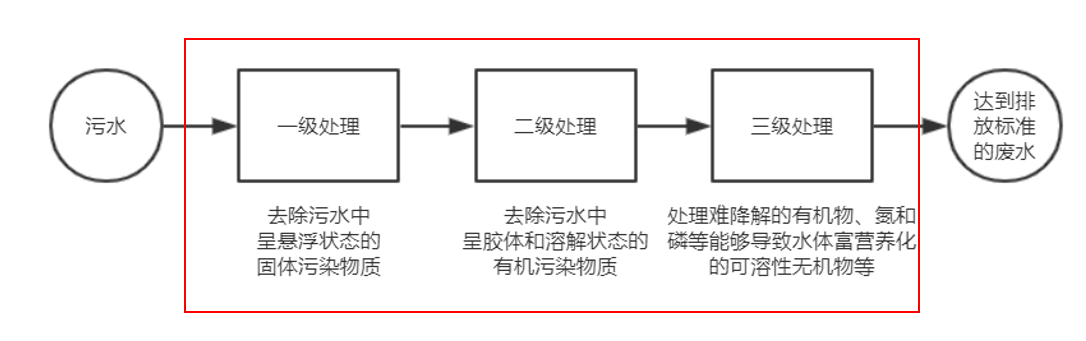 污水
一级处理
二级处理
三级处理
达到排
放标准
的废水
去除污水中
呈悬浮状态的
固体污染物质
去除污水中
呈胶体和溶解状态的
有机污染物质
处理难降解的有机物、氮和
磷等能够导致水体富营养化
的可溶性无机物等